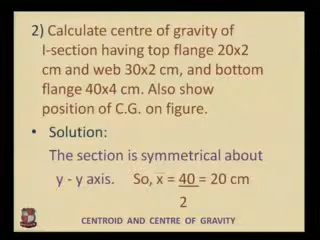 2) Calculate centre of gravity of
I-section having top flange 20x2
cm and web 30x2 cm, and bottom
flange 40x4 cm. Also show
position of C.G. on figure.
• Solution:
The section is symmetrical about
y - y axis. So, x = 40 = 20 cm
2
CENTROID AND CENTRE OF GRAVITY